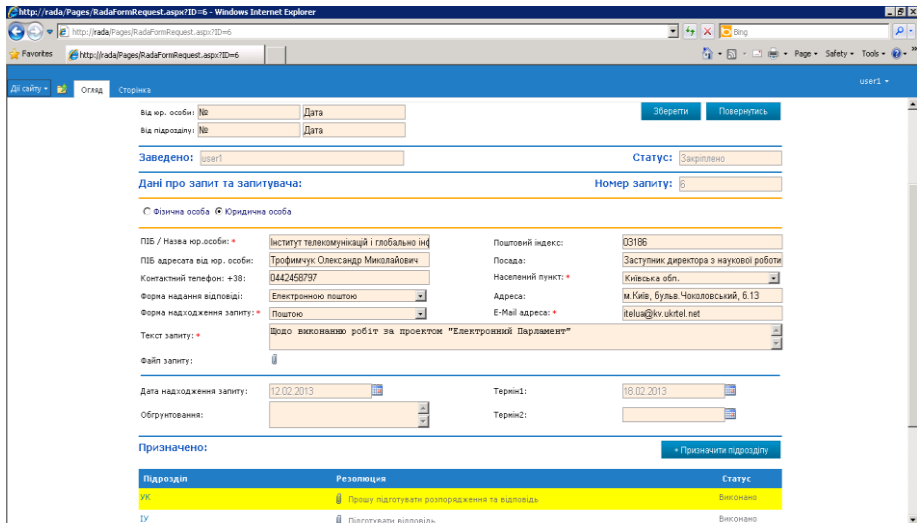 http://rada/Pages/RadaFormRequest.aspx?ID=6 - Windows Internet Explorer
http://rada/Pages/RadaFormRequest.aspx?ID=6 Bing
Favorites http://rada/Pages/RadaFormRequest.aspx?ID=6 Page Safety Tools
user1
Дії сайту Огляд Сторінка
Від юр. особи: № Дата Зберегти Повернутись
Від підрозділу: № Дата
Заведено: user1 Статус: Закріплено
Дані про запит та запитувача: Номер запиту: 6
Фізична особа Юридична особа
ПІБ / Назва юр.особи: * Інститут телекомунікацій і глобально інф Поштовий індекс: 03186
ПІБ адресата від юр. особи: Трофимчук Олександр Миколайович Посада: Заступник директора з наукової роботи
Контактний телефон: +38: 0442458797 Населений пункт: * Київська обл.
Форма надання відповіді: Електронною поштою Адреса: м.Київ, бульв.Чоколовський, б.13
Форма надходження запиту: * Поштою E-Mail адреса: * itelua@kv.ukrtel.net
Текст запиту: * Щодо виконанню робіт за проектом "Електронний Парламент"
Файл запиту:
Дата надходження запиту: 12.02.2013 Термін1: 18.02.2013
Обґрунтовання: Термін2:
Призначено: + Призначити підрозділу
Підрозділ Резолюція Статус
УК Прошу підготувати розпорядження та відповідь Виконано
ІУ Підготувати відповідь. Виконано